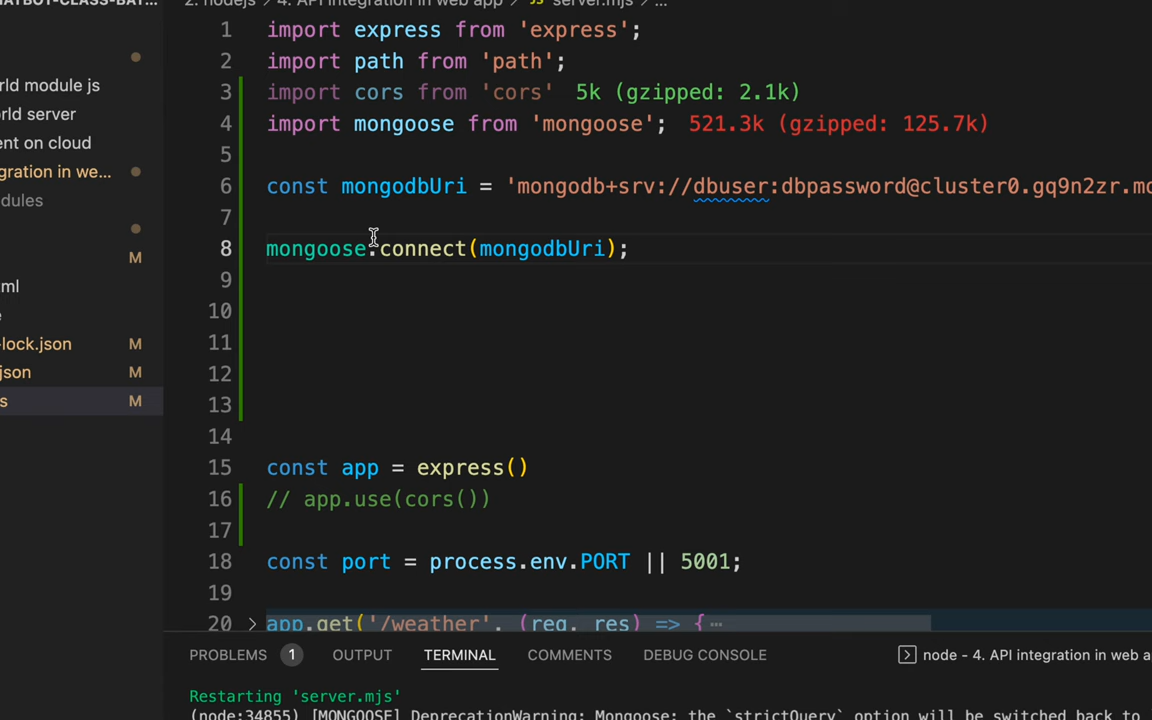 ATBOT-CLASS-BAT...
2. nodejs > 4. API integration in web app > server.mjs > ...
rld module js
rld server
ent on cloud
gration in we...
dules
M
ml
e
-lock.json M
json M
s M
1 import express from 'express';
2 import path from 'path';
3 import cors from 'cors' 5k (gzipped: 2.1k)
4 import mongoose from 'mongoose'; 521.3k (gzipped: 125.7k)
5
6 const mongodbUri = 'mongodb+srv://dbuser:dbpassword@cluster0.gq9n2zr.mo
7
8 mongoose.connect(mongodbUri);
9
10
11
12
13
14
15 const app = express()
16 // app.use(cors())
17
18 const port = process.env.PORT || 5001;
19
20 > app.get('/weather', (req, res) => { ...
PROBLEMS 1 OUTPUT TERMINAL COMMENTS DEBUG CONSOLE node - 4. API integration in web a
Restarting 'server.mjs'
(node:34855) [MONGOOSE] DeprecationWarning: Mongoose: the `strictQuery` option will be switched back to